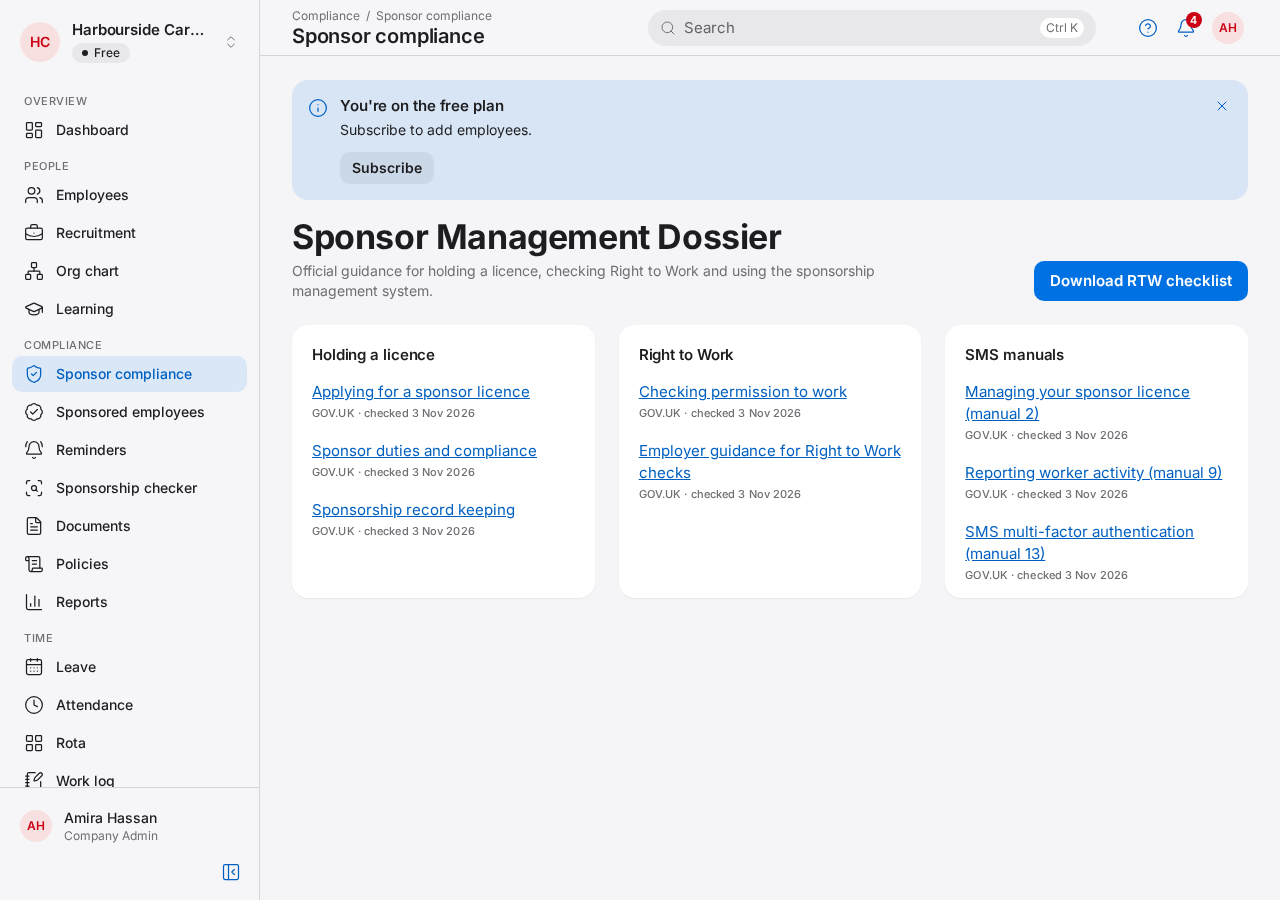 HC
Harbourside Car...
Free
OVERVIEW
Dashboard
PEOPLE
Employees
Recruitment
Org chart
Learning
COMPLIANCE
Sponsor compliance
Sponsored employees
Reminders
Sponsorship checker
Documents
Policies
Reports
TIME
Leave
Attendance
Rota
Work log
AH
Amira Hassan
Company Admin
Compliance / Sponsor compliance
Sponsor compliance
Search
Ctrl K
4
AH
You're on the free plan
Subscribe to add employees.
Subscribe
Sponsor Management Dossier
Official guidance for holding a licence, checking Right to Work and using the sponsorship
management system.
Download RTW checklist
Holding a licence
Applying for a sponsor licence
GOV.UK · checked 3 Nov 2026
Sponsor duties and compliance
GOV.UK · checked 3 Nov 2026
Sponsorship record keeping
GOV.UK · checked 3 Nov 2026
Right to Work
Checking permission to work
GOV.UK · checked 3 Nov 2026
Employer guidance for Right to Work
checks
GOV.UK · checked 3 Nov 2026
SMS manuals
Managing your sponsor licence
(manual 2)
GOV.UK · checked 3 Nov 2026
Reporting worker activity (manual 9)
GOV.UK · checked 3 Nov 2026
SMS multi-factor authentication
(manual 13)
GOV.UK · checked 3 Nov 2026